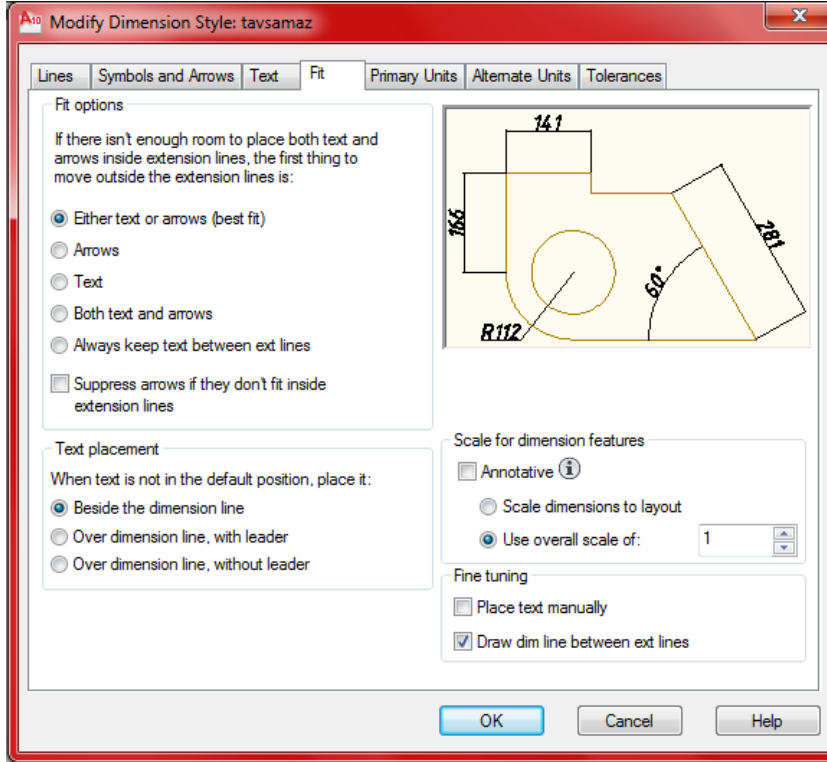 A10 Modify Dimension Style: tavsamaz
Lines Symbols and Arrows Text Fit Primary Units Alternate Units Tolerances
Fit options
If there isn't enough room to place both text and
arrows inside extension lines, the first thing to
move outside the extension lines is:
Either text or arrows (best fit)
Arrows
Text
Both text and arrows
Always keep text between ext lines
Suppress arrows if they don't fit inside
extension lines
Text placement
When text is not in the default position, place it:
Beside the dimension line
Over dimension line, with leader
Over dimension line, without leader
141
166
281
60°
R112
Scale for dimension features
Annotative
Scale dimensions to layout
Use overall scale of: 1
Fine tuning
Place text manually
Draw dim line between ext lines
OK Cancel Help